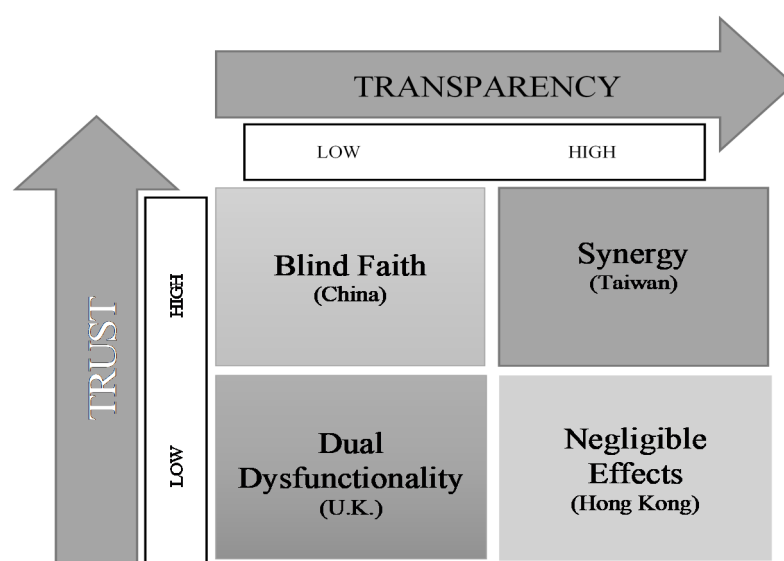 TRANSPARENCY
LOW HIGH
TRUST
HIGH
LOW
Blind Faith
(China)
Synergy
(Taiwan)
Dual
Dysfunctionality
(U.K.)
Negligible
Effects
(Hong Kong)